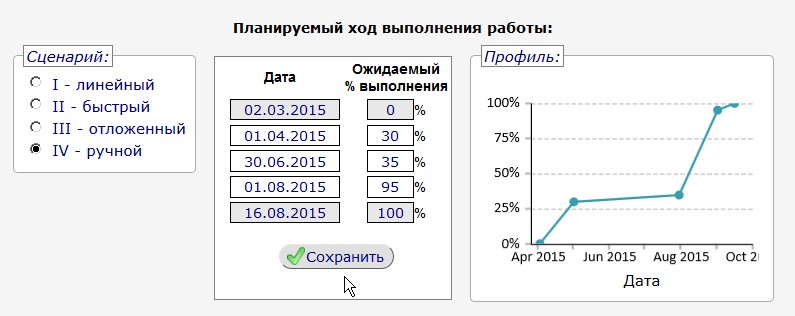 Планируемый ход выполнения работы:
Сценарий:
I - линейный
II - быстрый
III - отложенный
IV - ручной
Дата Ожидаемый % выполнения
02.03.2015 0 %
01.04.2015 30 %
30.06.2015 35 %
01.08.2015 95 %
16.08.2015 100 %
Сохранить
Профиль:
100%
75%
50%
25%
0%
Apr 2015 Jun 2015 Aug 2015 Oct
Дата